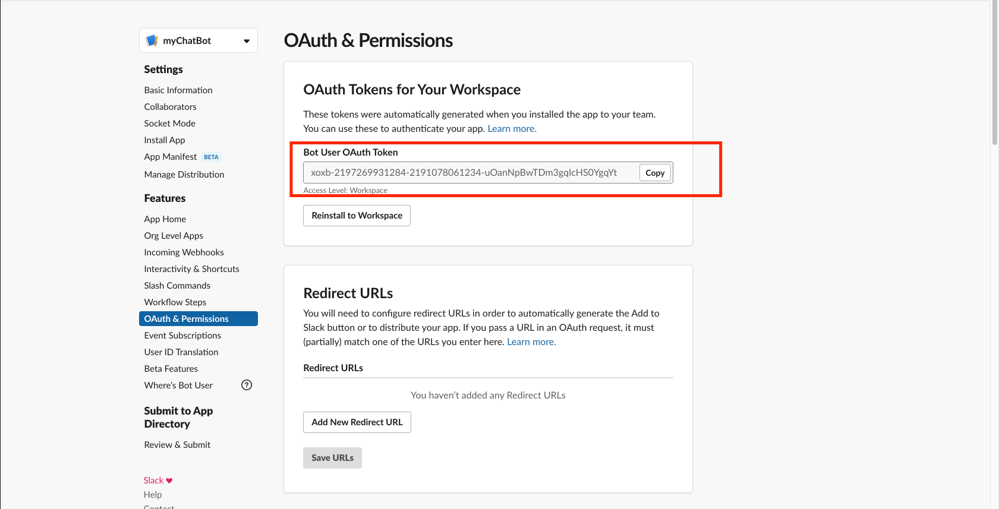 myChatBot
Settings
Basic Information
Collaborators
Socket Mode
Install App
App Manifest BETA
Manage Distribution
Features
App Home
Org Level Apps
Incoming Webhooks
Interactivity & Shortcuts
Slash Commands
Workflow Steps
OAuth & Permissions
Event Subscriptions
User ID Translation
Beta Features
Where's Bot User ?
Submit to App
Directory
Review & Submit
Slack ♥
Help
Contact
OAuth & Permissions
OAuth Tokens for Your Workspace
These tokens were automatically generated when you installed the app to your team.
You can use these to authenticate your app. Learn more.
Bot User OAuth Token
xoxb-2197269931284-2191078061234-uOanNpBwTDm3gqIcHS0YgqYt Copy
Access Level: Workspace
Reinstall to Workspace
Redirect URLs
You will need to configure redirect URLs in order to automatically generate the Add to
Slack button or to distribute your app. If you pass a URL in an OAuth request, it must
(partially) match one of the URLs you enter here. Learn more.
Redirect URLs
You haven't added any Redirect URLs
Add New Redirect URL
Save URLs